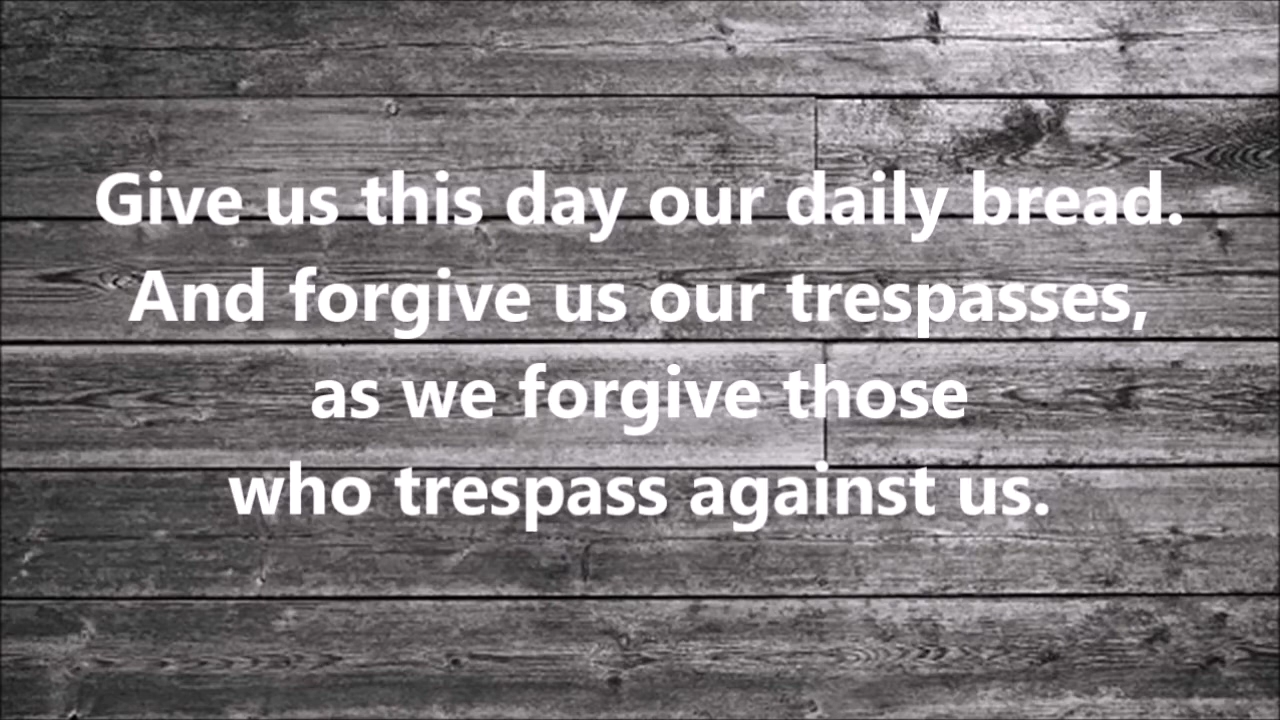 Give us this day our daily bread.
And forgive us our trespasses,
as we forgive those
who trespass against us.